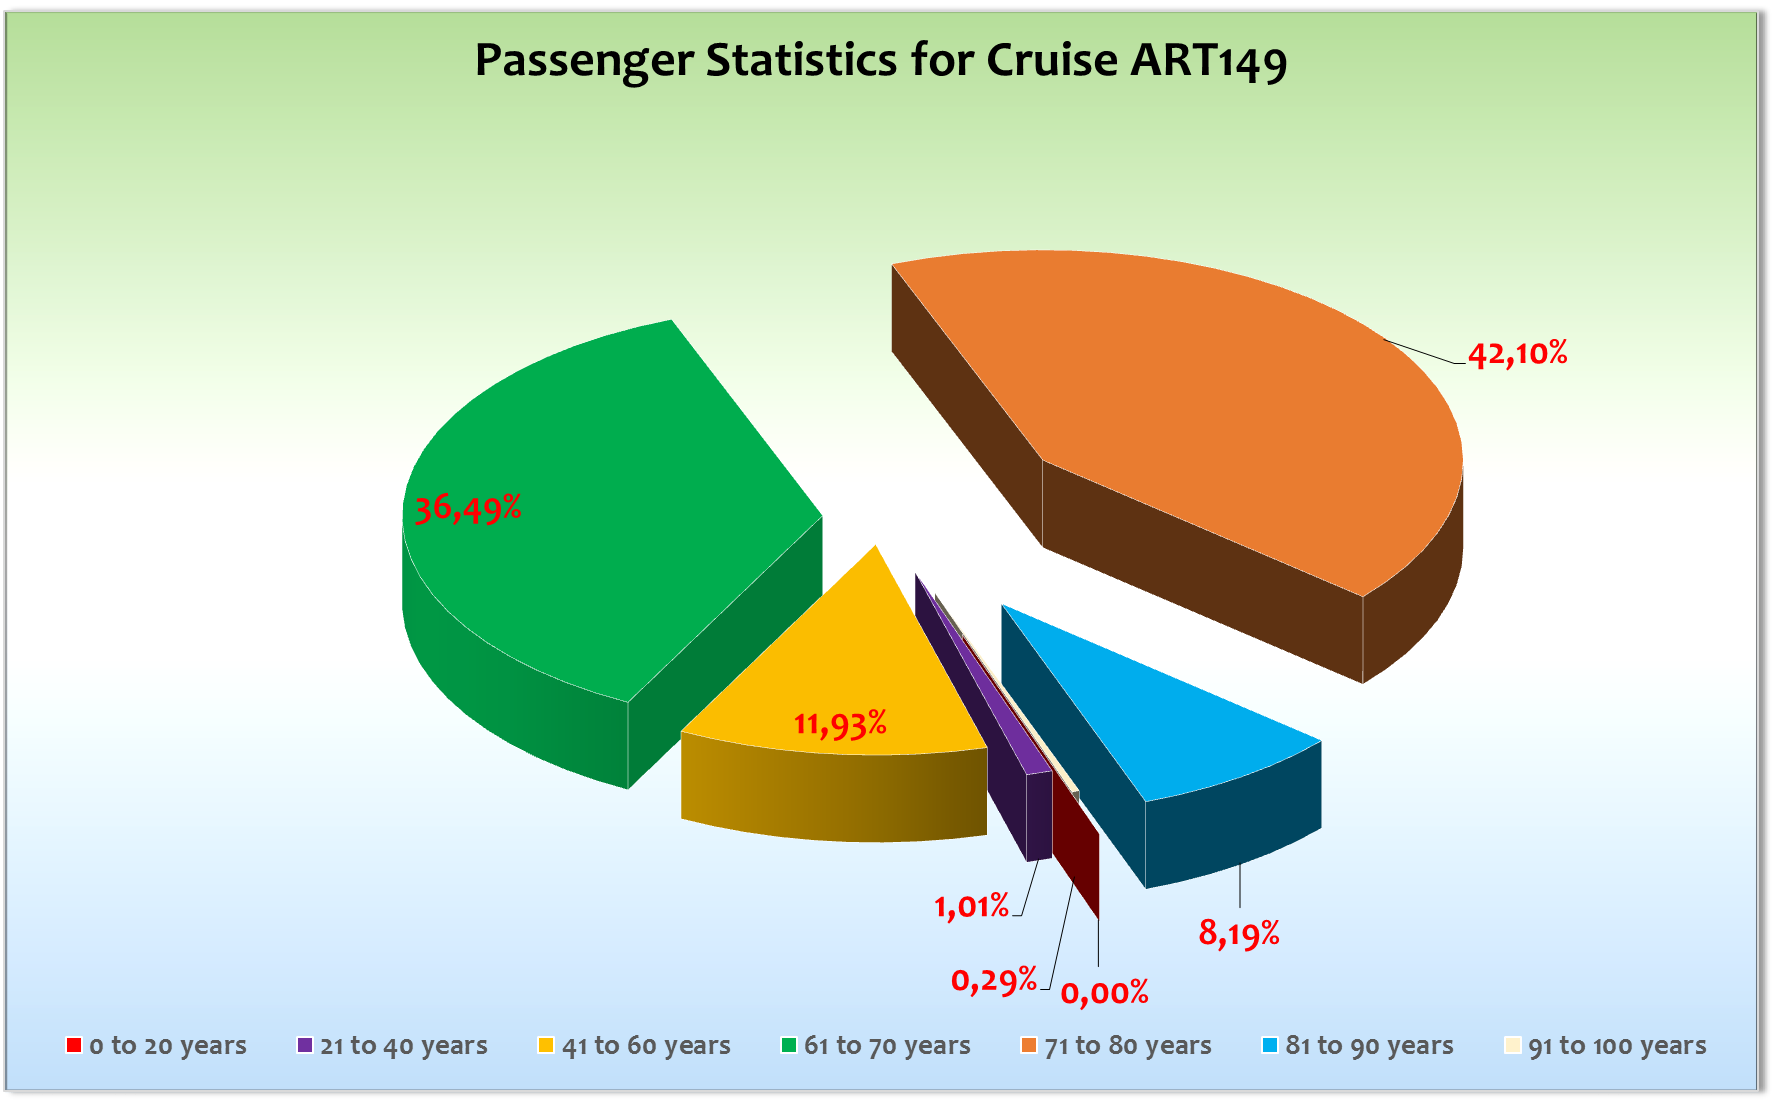 Passenger Statistics for Cruise ART149
42,10%
36,49%
11,93%
1,01%
8,19%
0,29%
0,00%
0 to 20 years
21 to 40 years
41 to 60 years
61 to 70 years
71 to 80 years
81 to 90 years
91 to 100 years